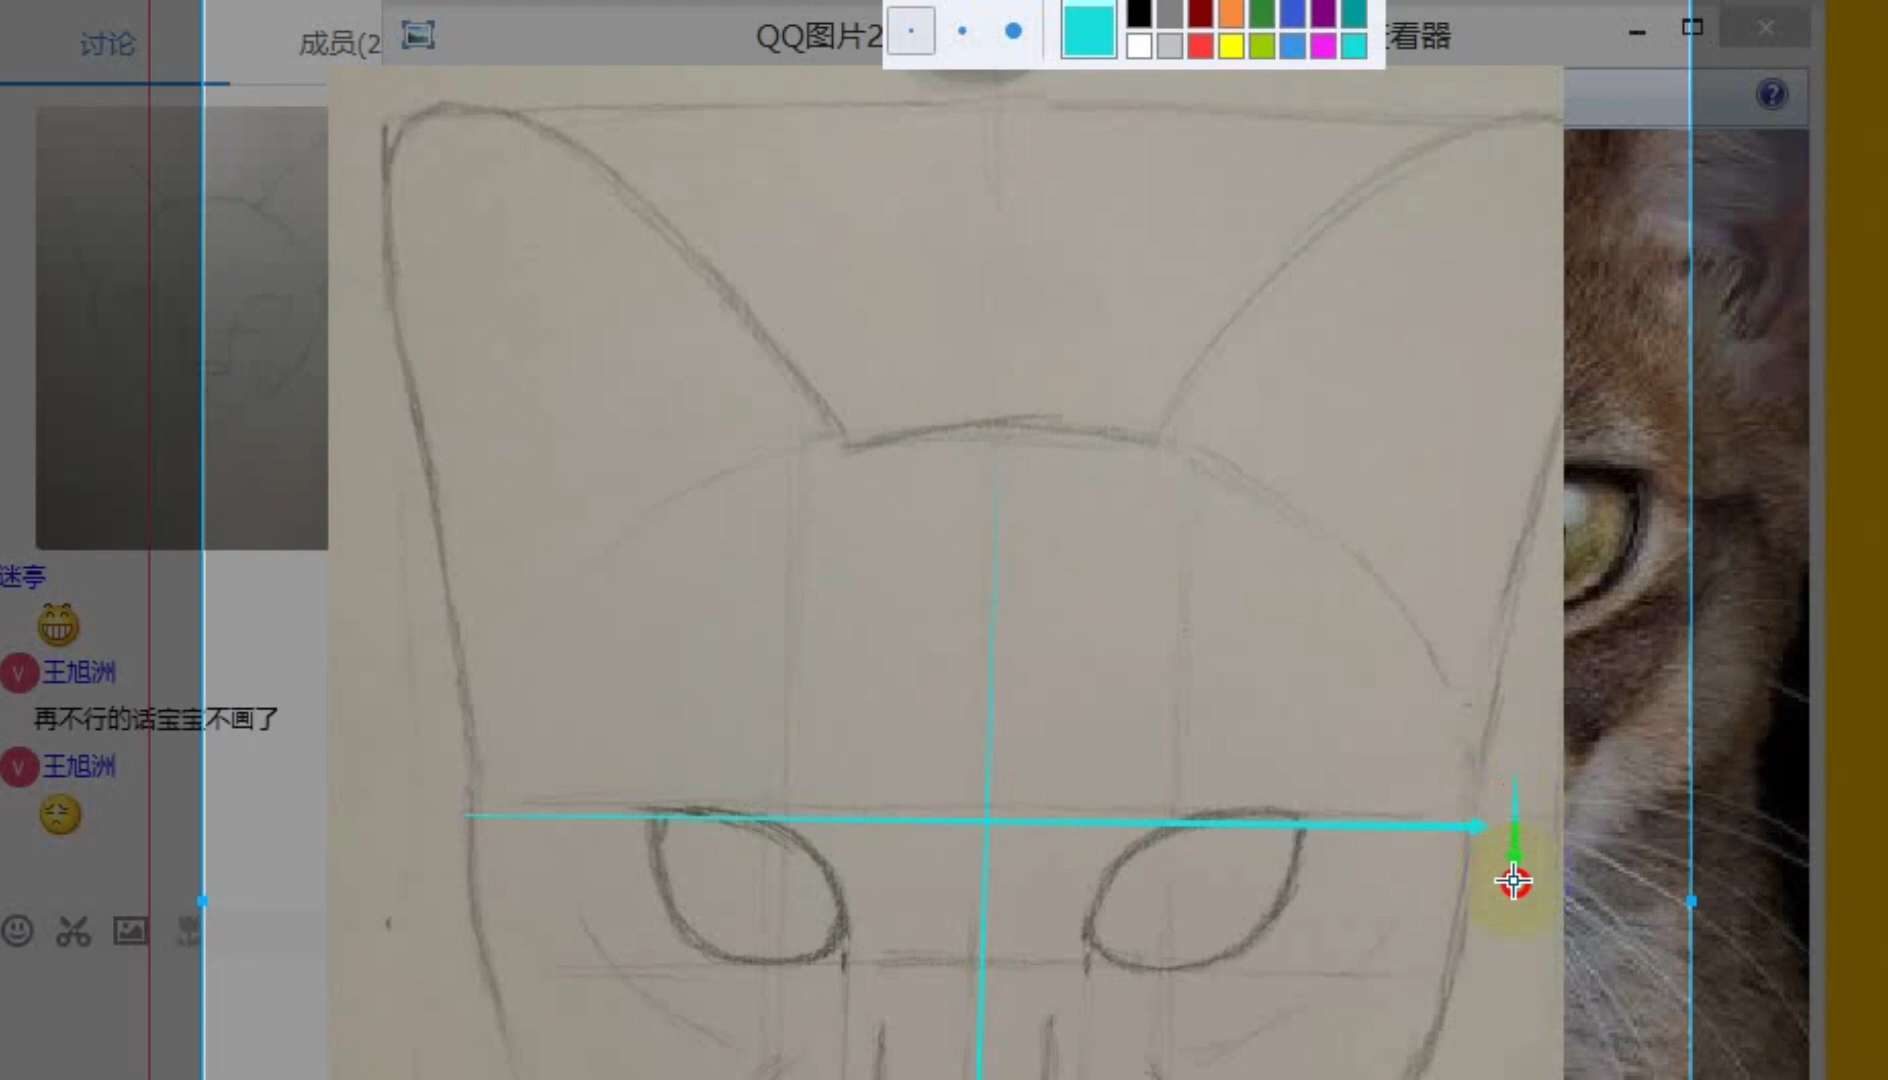 讨论
成员(2
QQ图片2
看器
迷亭
V
王旭洲
再不行的话宝宝不画了
V
王旭洲